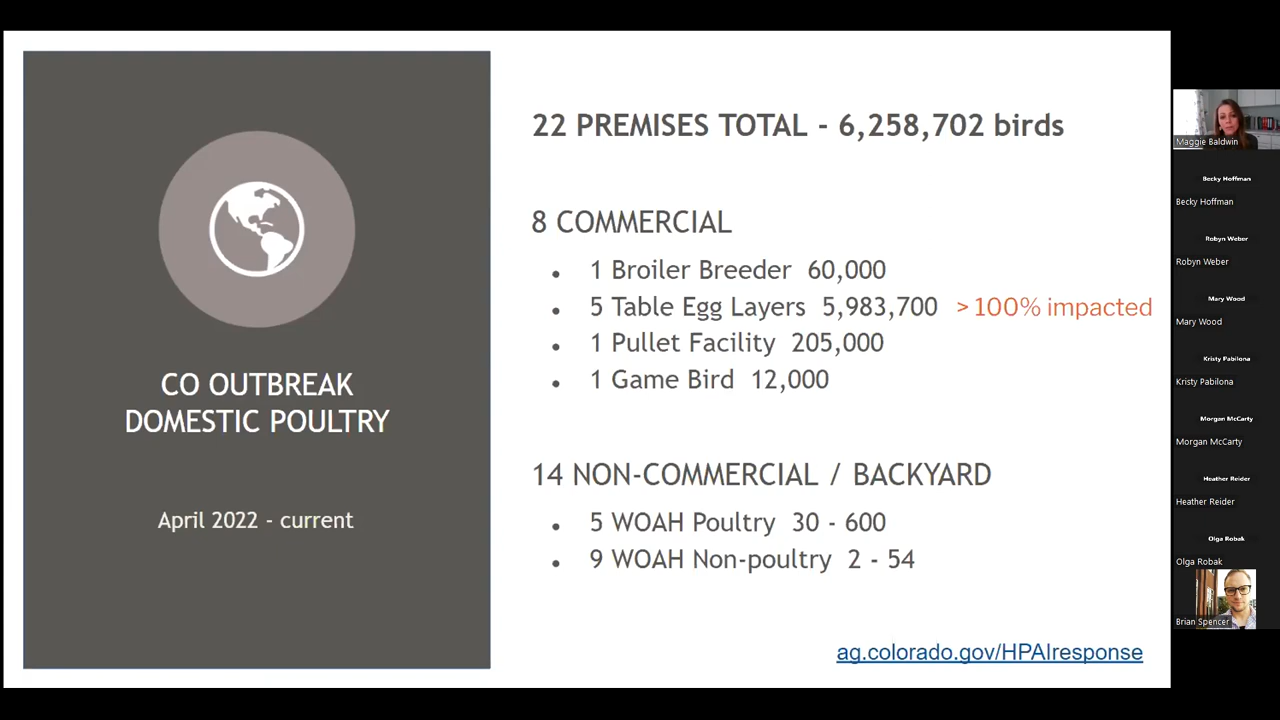 CO OUTBREAK
DOMESTIC POULTRY
April 2022 - current
22 PREMISES TOTAL - 6,258,702 birds
8 COMMERCIAL
• 1 Broiler Breeder 60,000
• 5 Table Egg Layers 5,983,700 > 100% impacted
• 1 Pullet Facility 205,000
• 1 Game Bird 12,000
14 NON-COMMERCIAL / BACKYARD
• 5 WOAH Poultry 30 - 600
• 9 WOAH Non-poultry 2 - 54
ag.colorado.gov/HPAIresponse
Maggie Baldwin
Becky Hoffman
Becky Hoffman
Robyn Weber
Robyn Weber
Mary Wood
Mary Wood
Kristy Pabilona
Kristy Pabilona
Morgan McCarty
Morgan McCarty
Heather Reider
Heather Reider
Olga Robak
Olga Robak
Brian Spencer